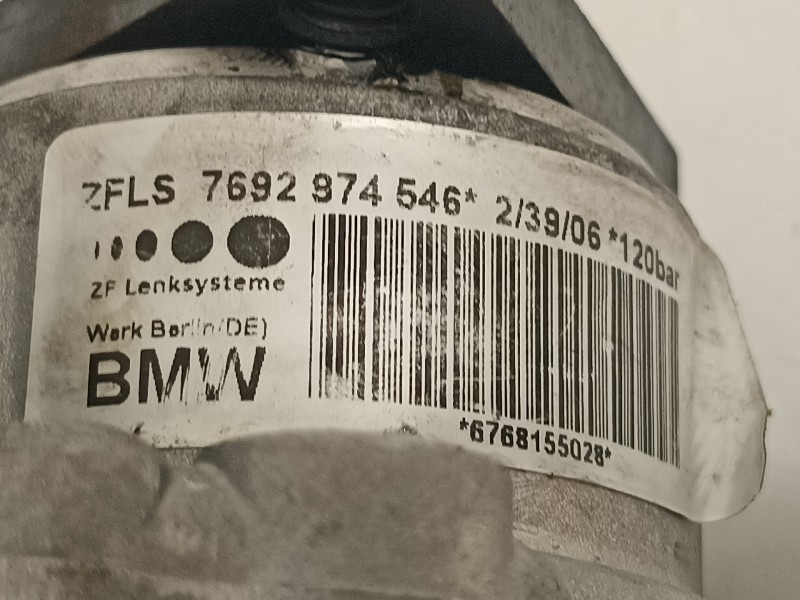 ZFLS 7692 974 546* 2/39/06 *120bar
ZF Lenksysteme
Werk Berlin(DE)
BMW
*6768155028*